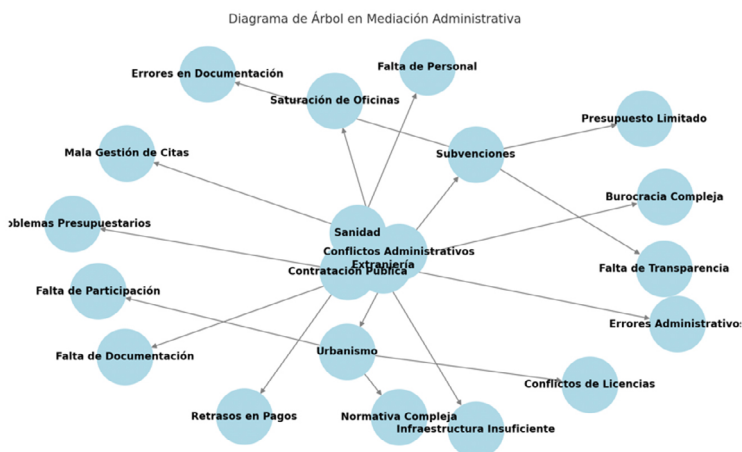 Diagrama de Árbol en Mediación Administrativa
Falta de Personal
Errores en Documentación
Saturación de Oficinas
Presupuesto Limitado
Mala Gestión de Citas
Subvenciones
Burocracia Compleja
oblemas Presupuestarios
Sanidad
Conflictos Administrativos
Extranjería
Contratación Pública
Falta de Transparencia
Falta de Participación
Errores Administrativos
Urbanismo
Falta de Documentación
Conflictos de Licencias
Retrasos en Pagos
Normativa Compleja
Infraestructura Insuficiente